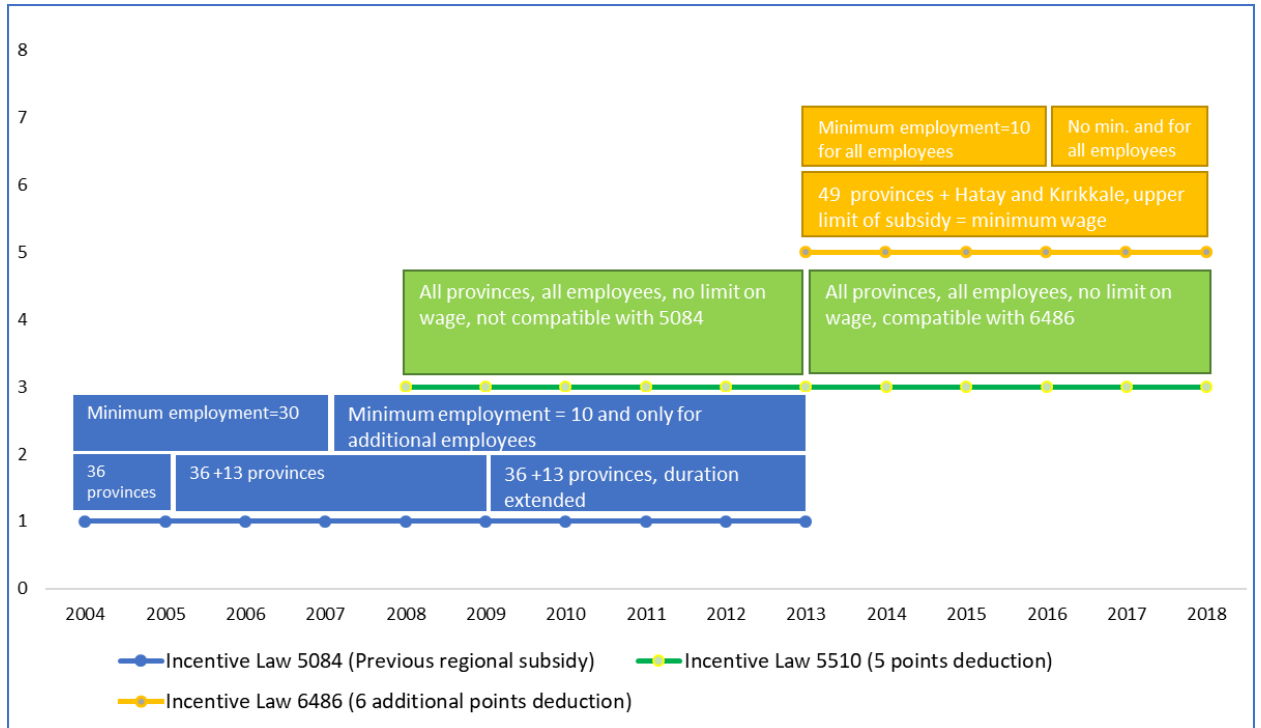 8
7
Minimum employment=10
for all employees
No min. and for
all employees
6
49 provinces + Hatay and Kırıkkale, upper
limit of subsidy = minimum wage
5
All provinces, all employees, no limit on
wage, not compatible with 5084
All provinces, all employees, no limit on
wage, compatible with 6486
4
3
Minimum employment=30
Minimum employment = 10 and only for
additional employees
2
36
provinces
36 +13 provinces
36 +13 provinces, duration
extended
1
0
2004 2005 2006 2007 2008 2009 2010 2011 2012 2013 2014 2015 2016 2017 2018
Incentive Law 5084 (Previous regional subsidy)
Incentive Law 5510 (5 points deduction)
Incentive Law 6486 (6 additional points deduction)